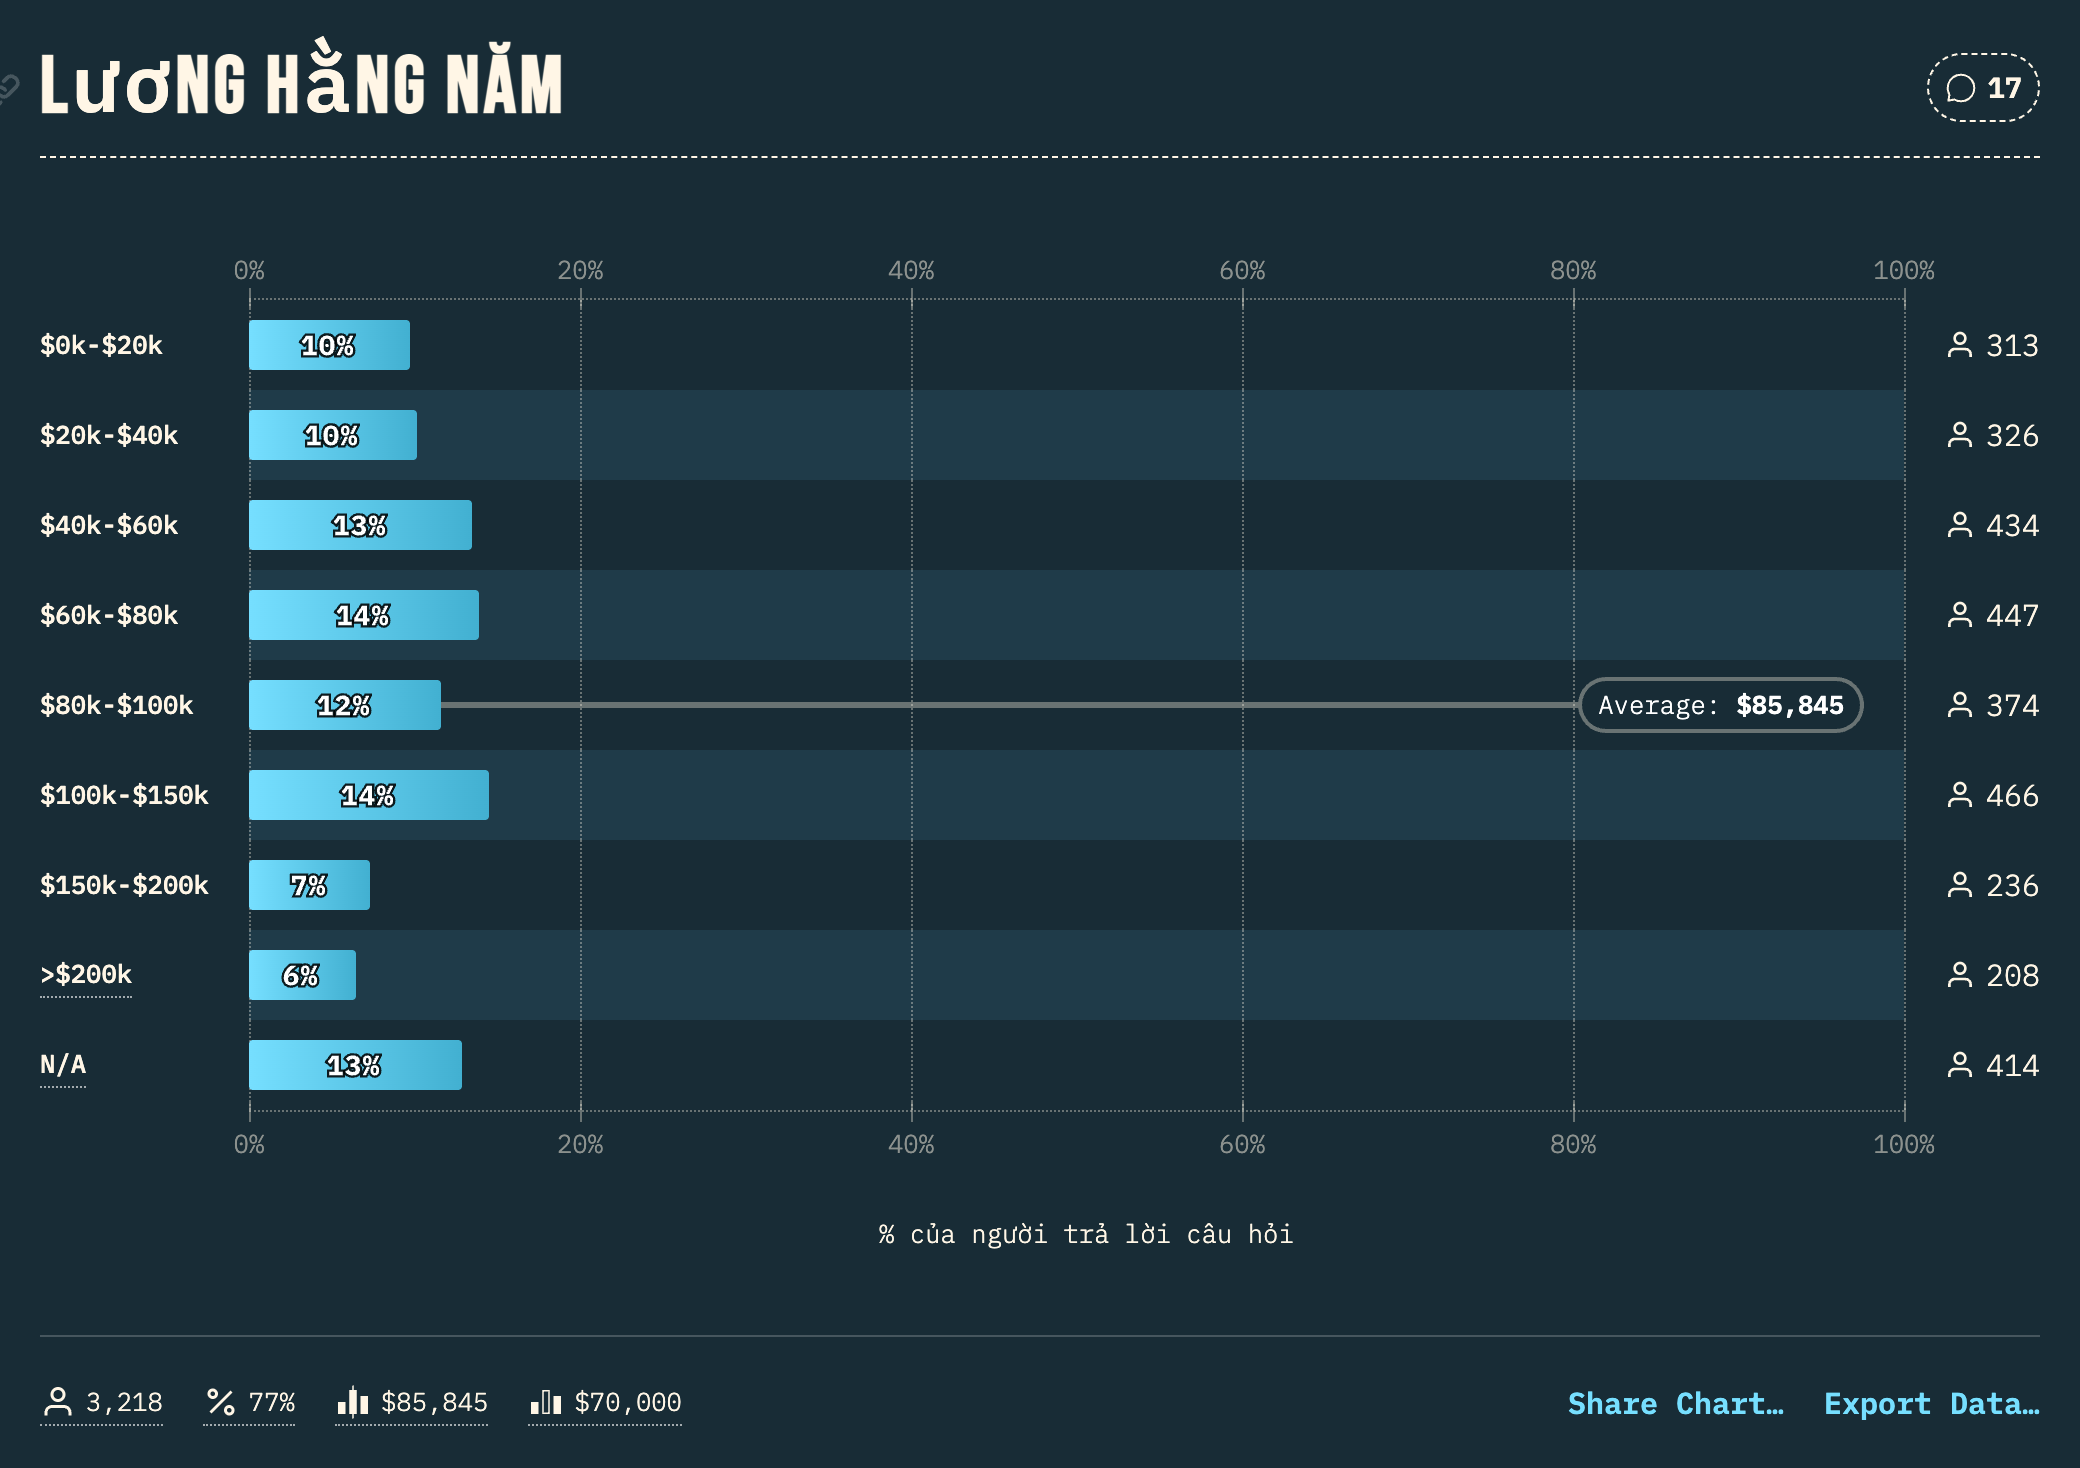 LươNG HằNG NĂM
17
0% 20% 40% 60% 80% 100%
$0k-$20k 10% 313
$20k-$40k 10% 326
$40k-$60k 13% 434
$60k-$80k 14% 447
$80k-$100k 12% Average: $85,845 374
$100k-$150k 14% 466
$150k-$200k 7% 236
>$200k 6% 208
N/A 13% 414
0% 20% 40% 60% 80% 100%
% của người trả lời câu hỏi
3,218 77% $85,845 $70,000 Share Chart… Export Data…